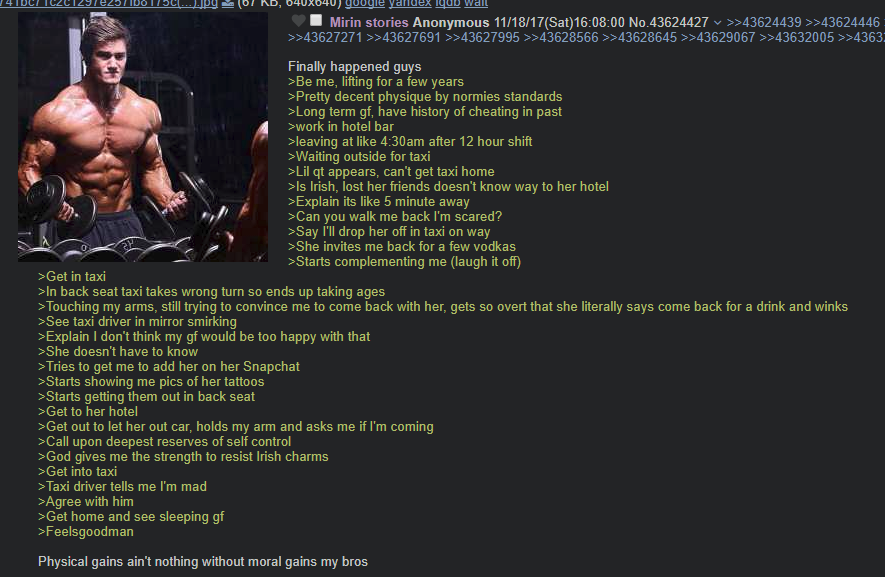 741bc71c2c1297e2571b8175c(...).jpg (67 KB, 640x640) google yandex iqdb wait
Mirin stories Anonymous 11/18/17(Sat)16:08:00 No.43624427 >>43624439 >>43624446
>>43627271 >>43627691 >>43627995 >>43628566 >>43628645 >>43629067 >>43632005
Finally happened guys
>Be me, lifting for a few years
>Pretty decent physique by normies standards
>Long term gf, have history of cheating in past
>work in hotel bar
>leaving at like 4:30am after 12 hour shift
>Waiting outside for taxi
>Lil qt appears, can't get taxi home
>Is Irish, lost her friends doesn't know way to her hotel
>Explain its like 5 minute away
>Can you walk me back I'm scared?
>Say I'll drop her off in taxi on way
>She invites me back for a few vodkas
>Starts complementing me (laugh it off)
>Get in taxi
>In back seat taxi takes wrong turn so ends up taking ages
>Touching my arms, still trying to convince me to come back with her, gets so overt that she literally says come back for a drink and winks
>See taxi driver in mirror smirking
>Explain I don't think my gf would be too happy with that
>She doesn't have to know
>Tries to get me to add her on her Snapchat
>Starts showing me pics of her tattoos
>Starts getting them out in back seat
>Get to her hotel
>Get out to let her out car, holds my arm and asks me if I'm coming
>Call upon deepest reserves of self control
>God gives me the strength to resist Irish charms
>Get into taxi
>Taxi driver tells me I'm mad
>Agree with him
>Get home and see sleeping gf
>Feelsgoodman
Physical gains ain't nothing without moral gains my bros